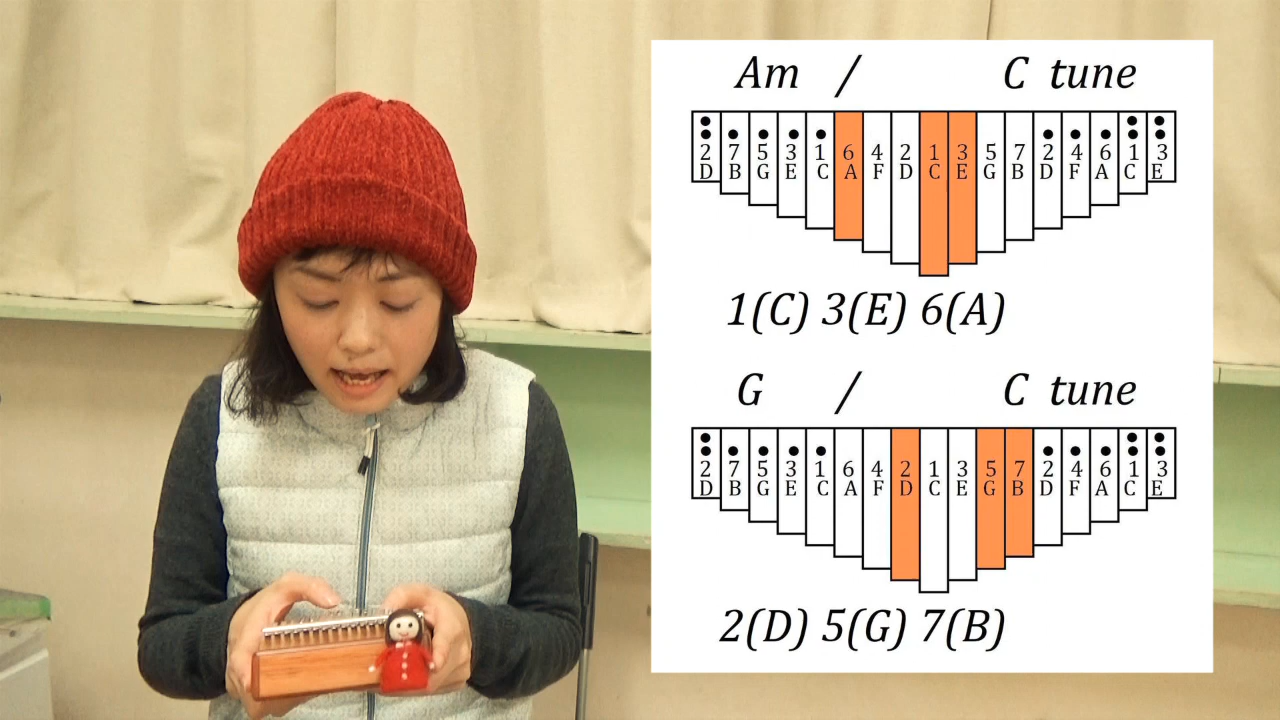 Am / C tune
2 7 5 3 1 6 4 2 1 3 5 7 2 4 6 1 3
D B G E C A F D C E G B D F A C E
1(C) 3(E) 6(A)
G / C tune
2 7 5 3 1 6 4 2 1 3 5 7 2 4 6 1 3
D B G E C A F D C E G B D F A C E
2(D) 5(G) 7(B)